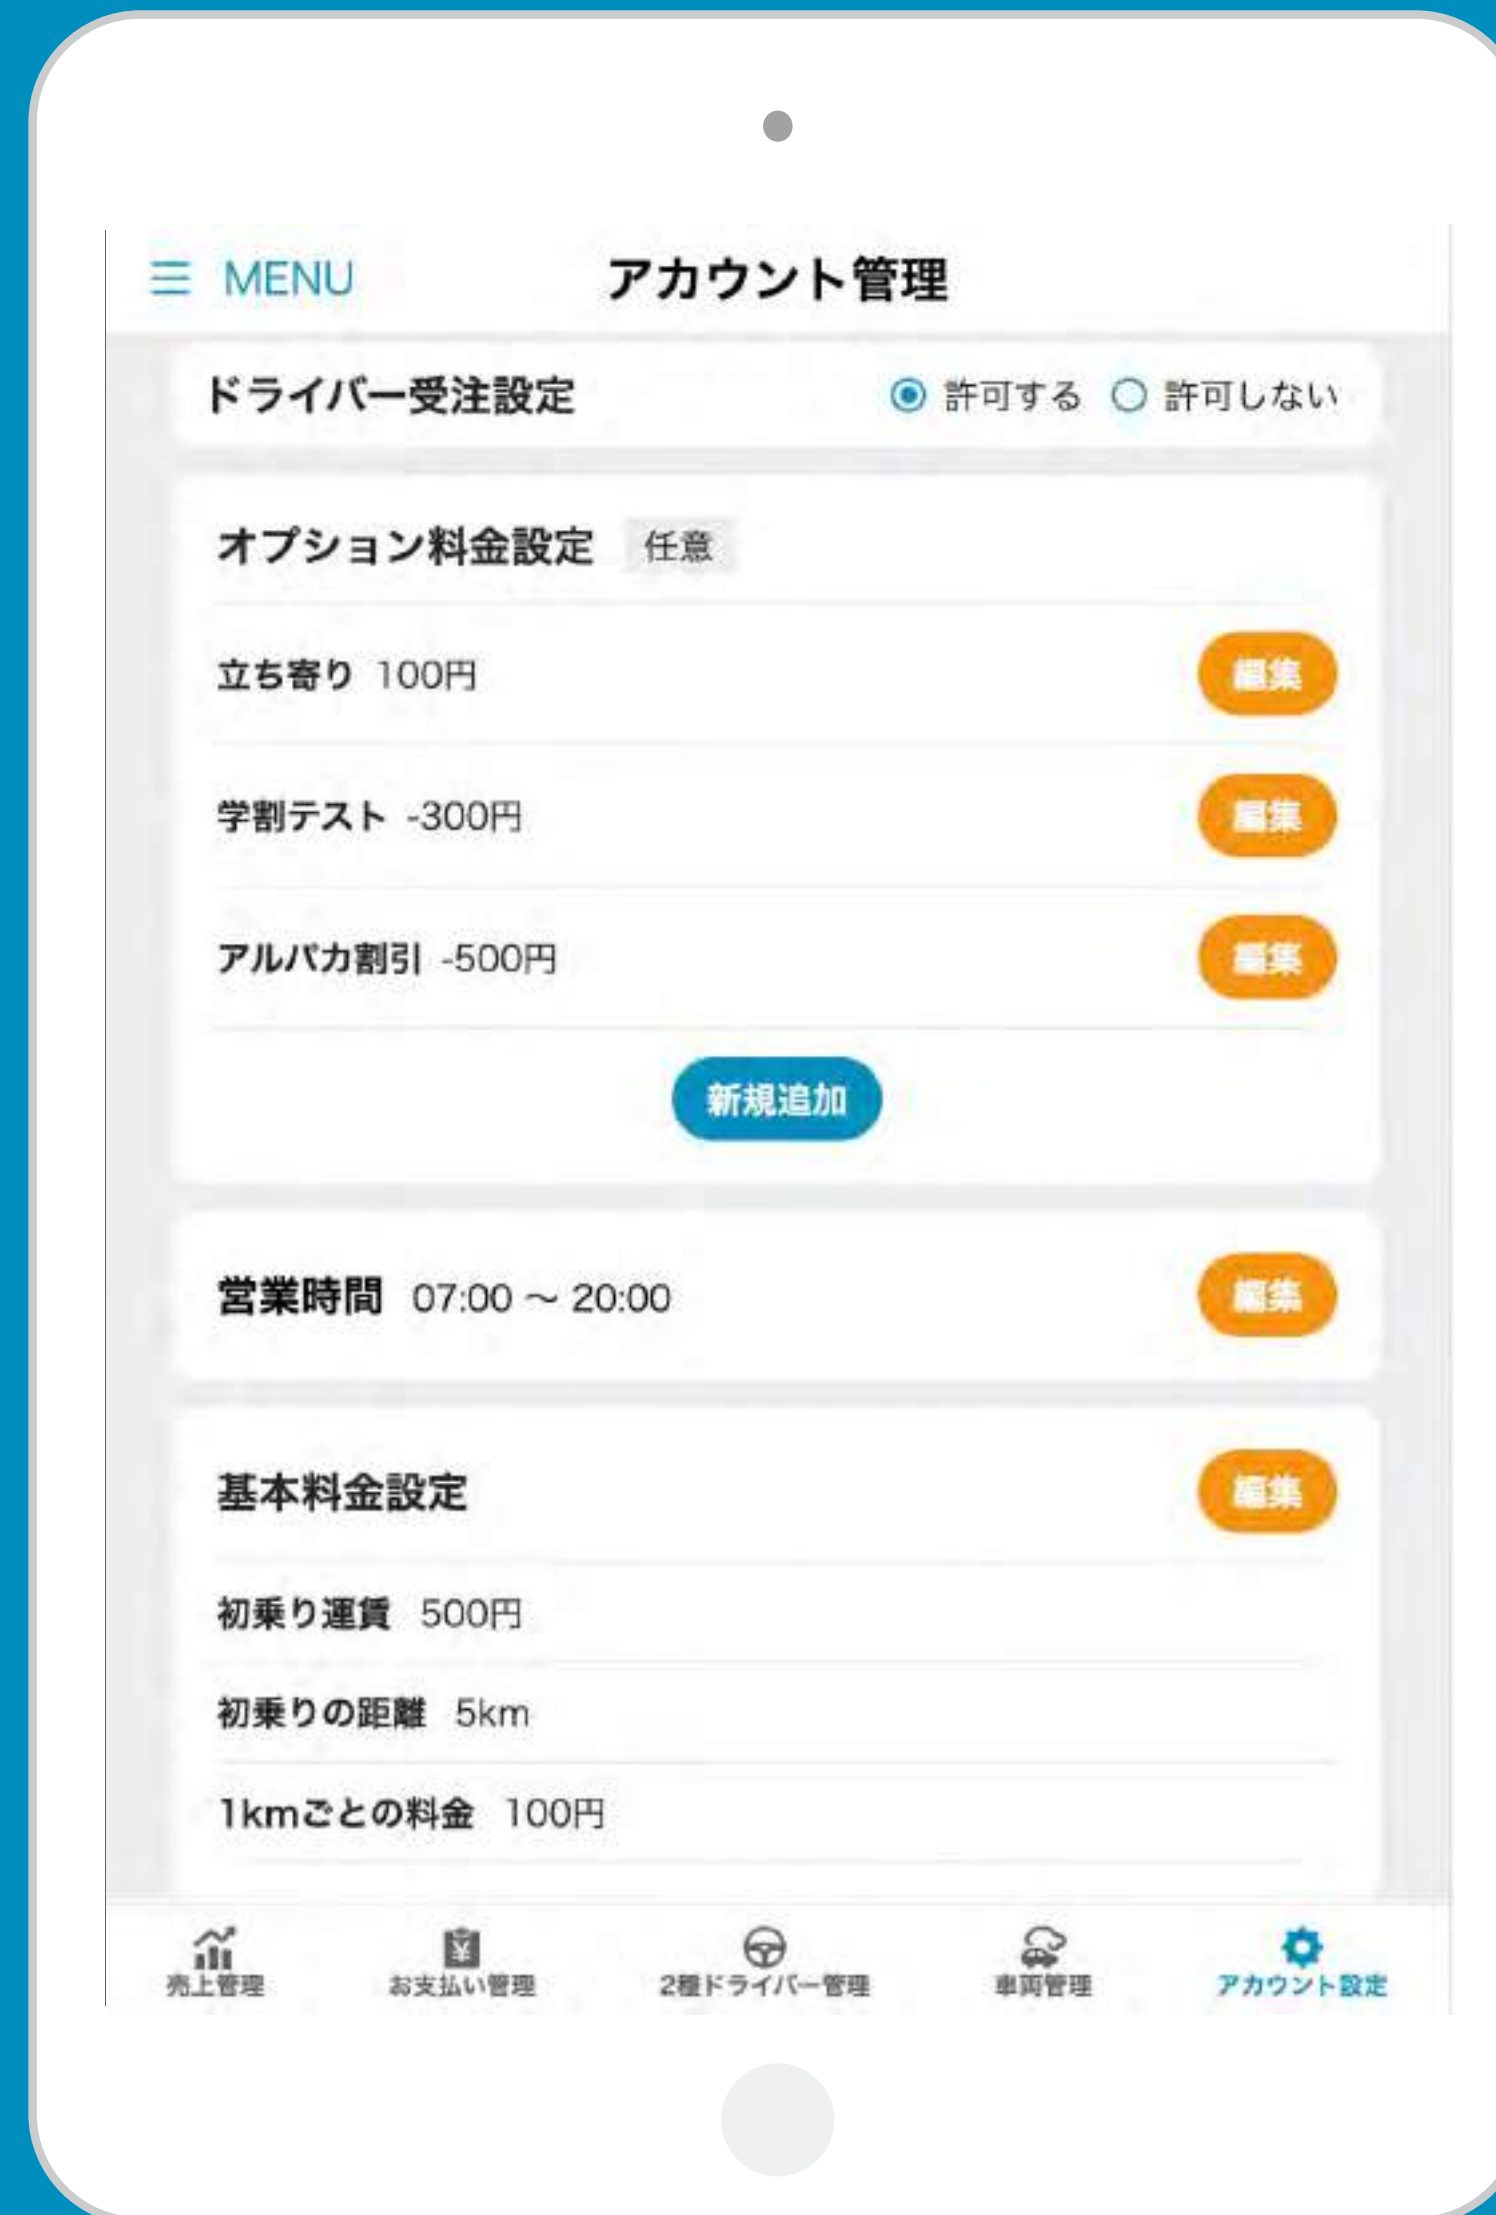 MENU
アカウント管理
ドライバー受注設定 許可する 許可しない
オプション料金設定 任意
立ち寄り 100円 編集
学割テスト -300円 編集
アルパカ割引 -500円 編集
新規追加
営業時間 07:00 〜 20:00 編集
基本料金設定 編集
初乗り運賃 500円
初乗りの距離 5km
1kmごとの料金 100円
売上管理 お支払い管理 2種ドライバー管理 車両管理 アカウント設定